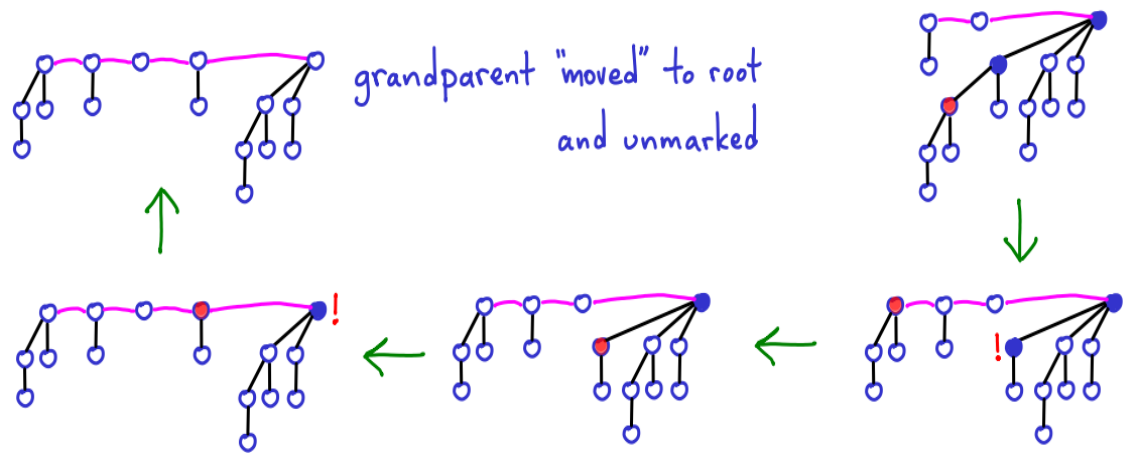 grandparent "moved" to root
and unmarked
!
!